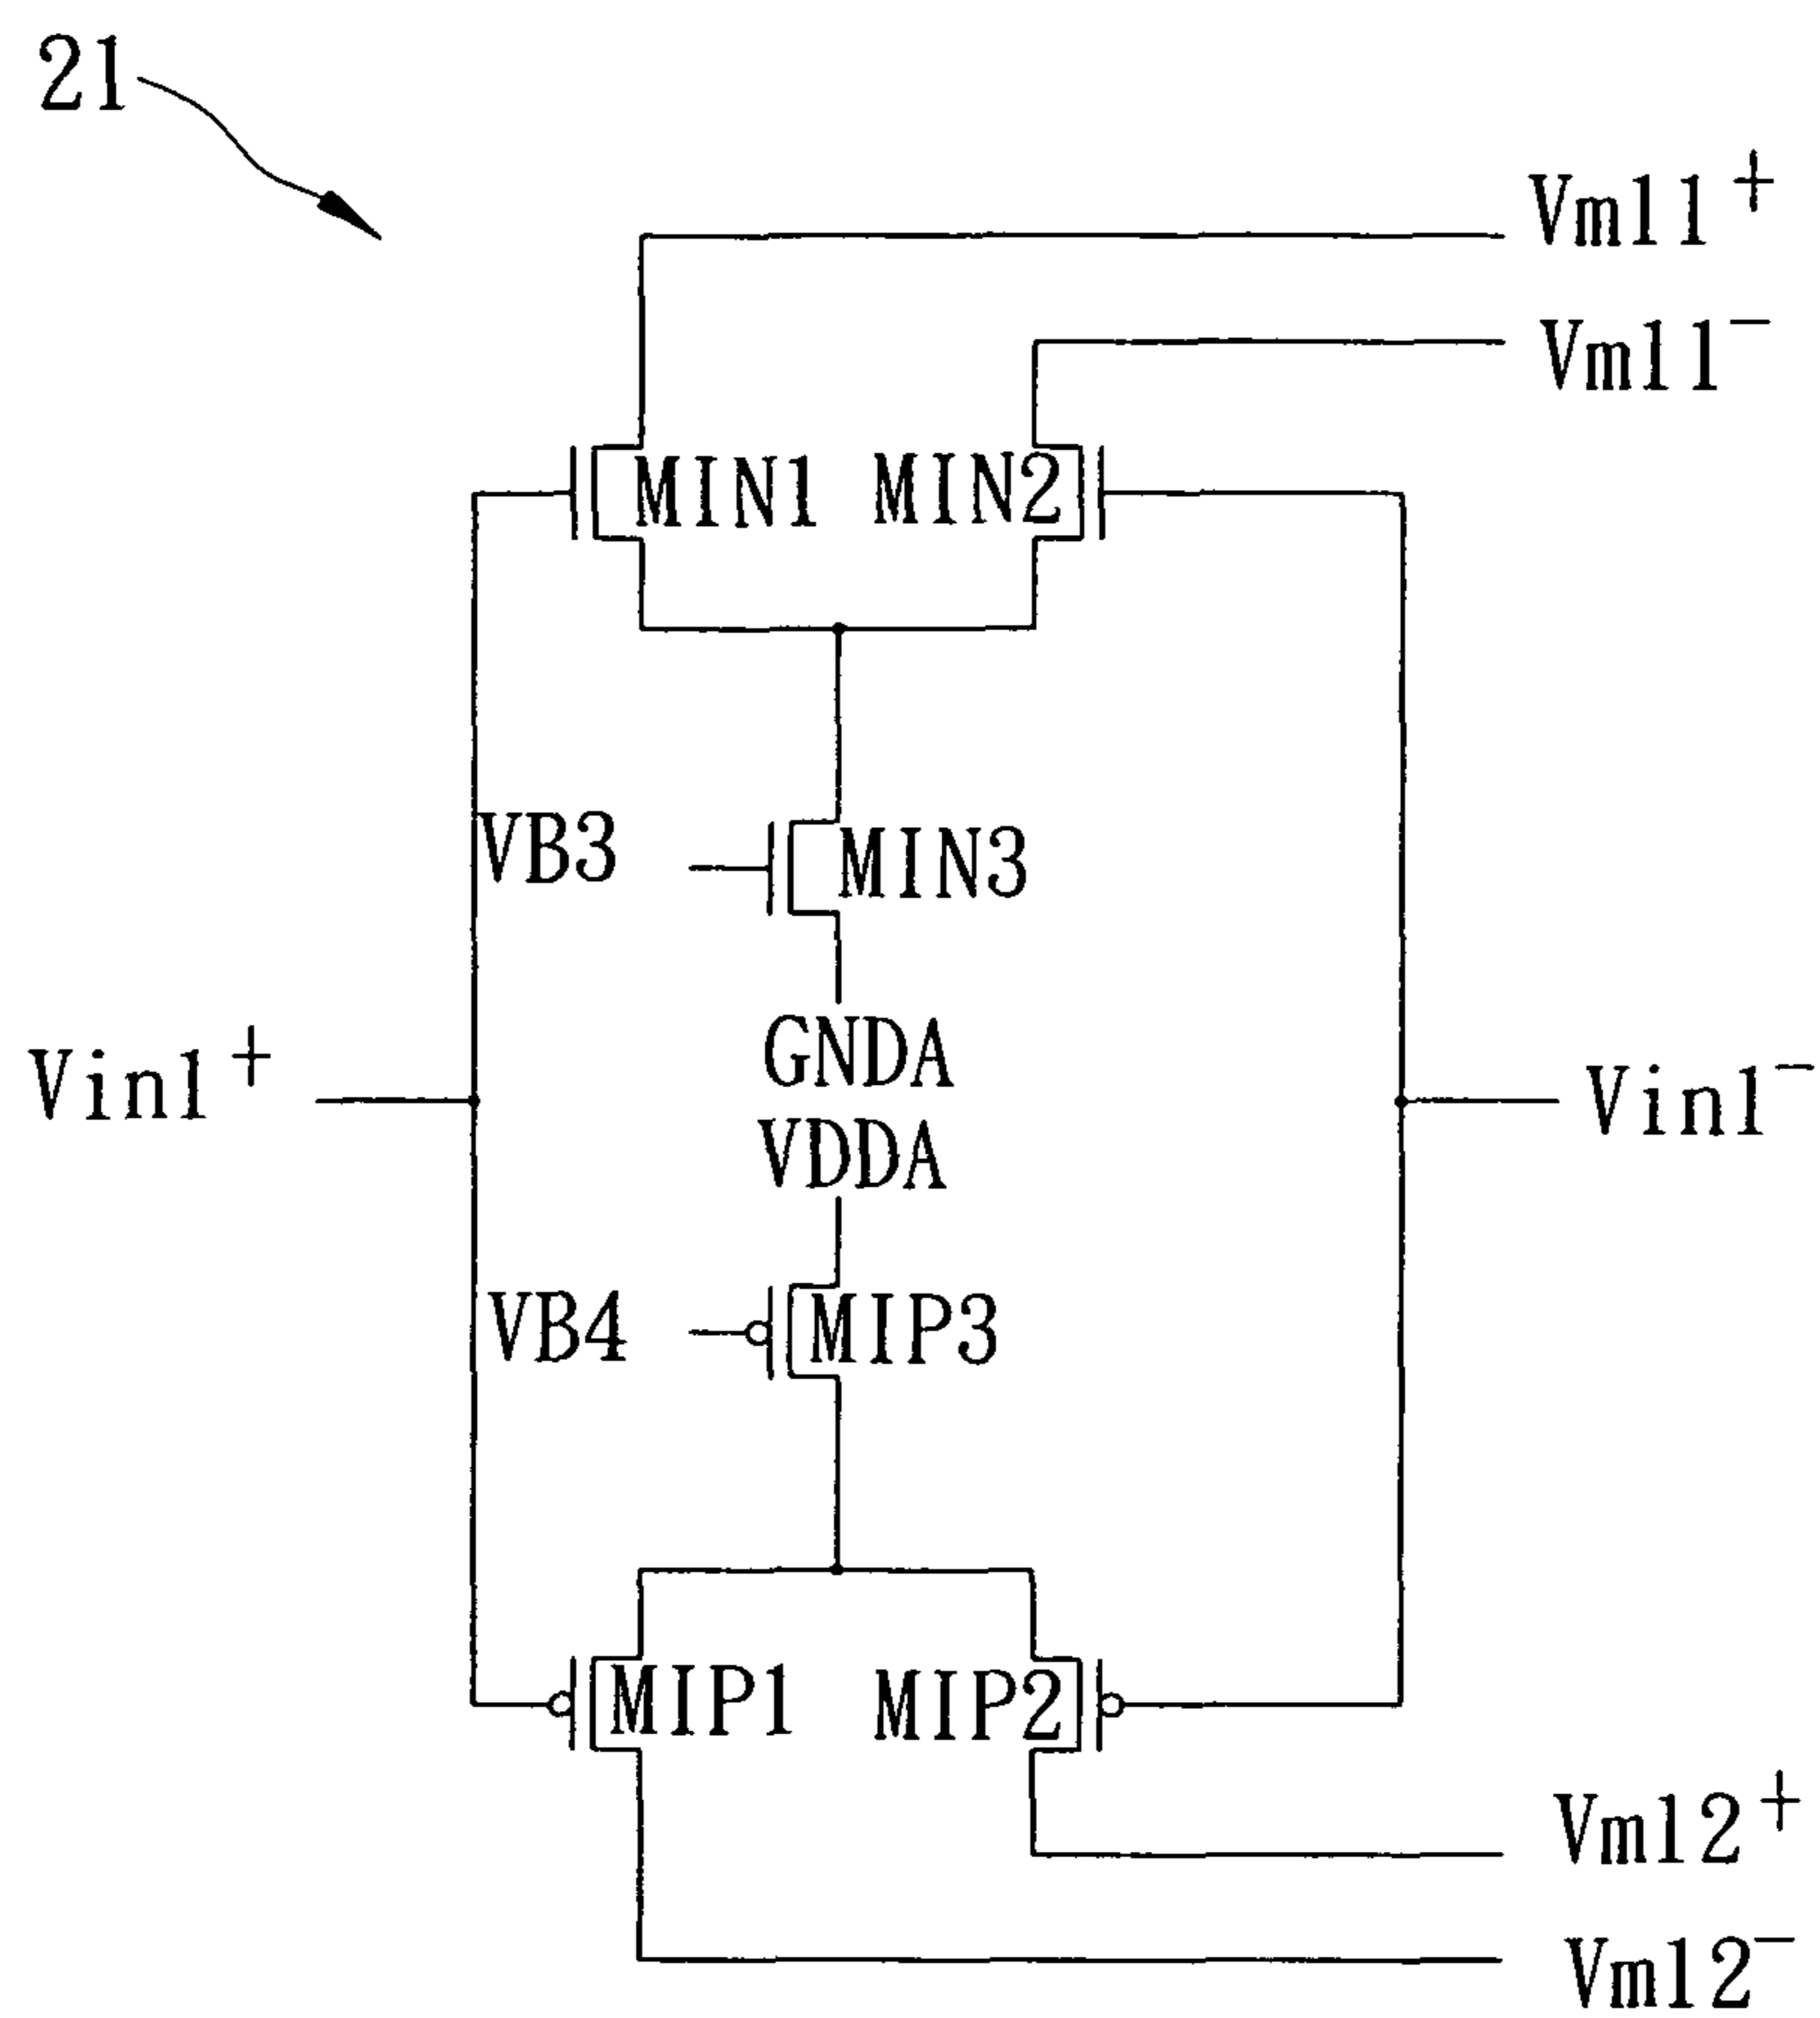 21
Vm11+
Vm11-
MIN1 MIN2
VB3 MIN3
GNDA
Vin1+ Vin1-
VDDA
VB4 MIP3
MIP1 MIP2
Vm12+
Vm12-